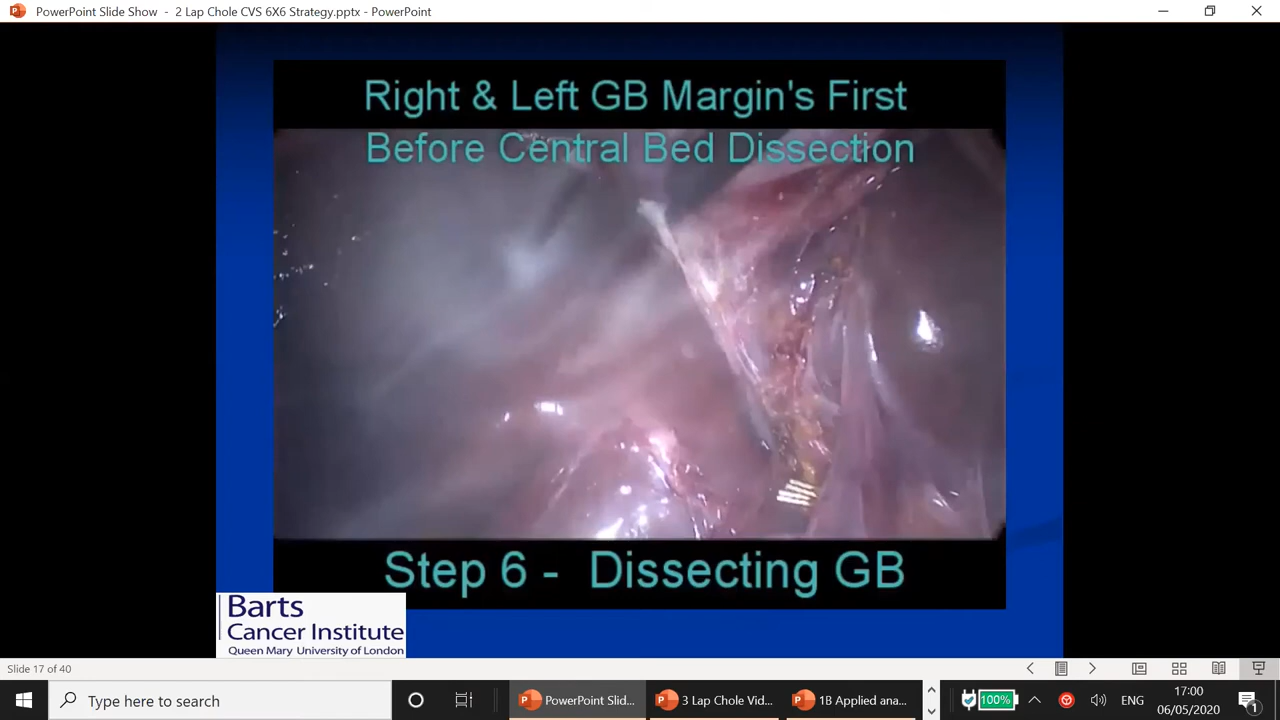 PowerPoint Slide Show - 2 Lap Chole CVS 6X6 Strategy.pptx - PowerPoint
Right & Left GB Margin's First
Before Central Bed Dissection
Step 6 - Dissecting GB
Barts
Cancer Institute
Queen Mary University of London
Slide 17 of 40
Type here to search
PowerPoint Slid...
3 Lap Chole Vid...
1B Applied ana...
100%
ENG
17:00
06/05/2020
1